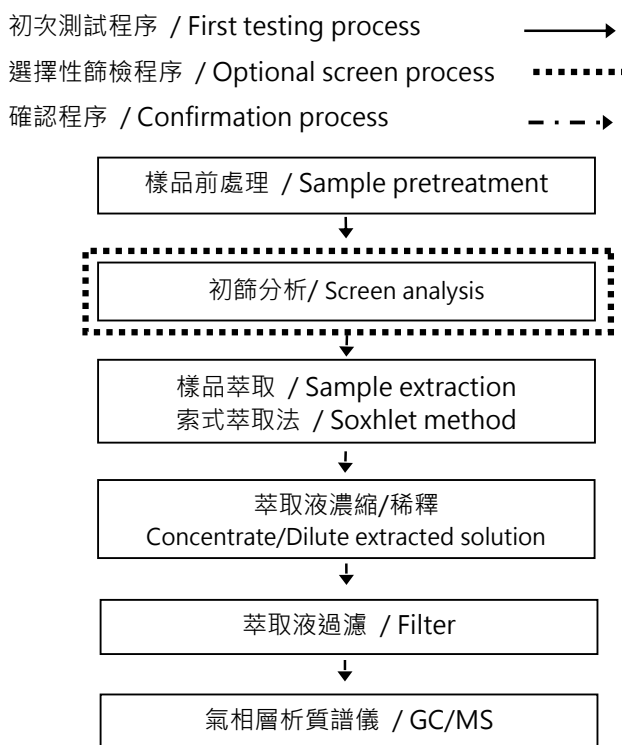 初次測試程序 / First testing process
選擇性篩檢程序 / Optional screen process
確認程序 / Confirmation process
樣品前處理 / Sample pretreatment
初篩分析/ Screen analysis
樣品萃取 / Sample extraction
索式萃取法 / Soxhlet method
萃取液濃縮/稀釋
Concentrate/Dilute extracted solution
萃取液過濾 / Filter
氣相層析質譜儀 / GC/MS